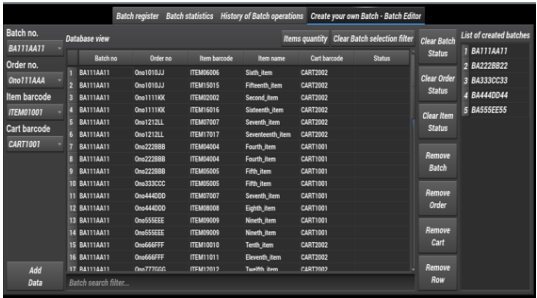 Batch register Batch statistics History of Batch operations Create your own Batch - Batch Editor
Batch no.
BA111AA11
Order no.
Ono111AAA
Item barcode
ITEM01001
Cart barcode
CART1001
Add Data
Database view Items quantity Clear Batch selection filter
Batch no Order no Item barcode Item name Cart barcode Status
1 BA111AA11 Ono1010JJ ITEM06006 Sixth_item CART2002
2 BA111AA11 Ono1010JJ ITEM15015 Fifteenth_item CART2002
3 BA111AA11 Ono1111KK ITEM02002 Second_item CART2002
4 BA111AA11 Ono1111KK ITEM16016 Sixteenth_item CART2002
5 BA111AA11 Ono1212LL ITEM07007 Seventh_item CART2002
6 BA111AA11 Ono1212LL ITEM17017 Seventeenth_item CART2002
7 BA111AA11 Ono222BBB ITEM04004 Fourth_item CART1001
8 BA111AA11 Ono222BBB ITEM04004 Fourth_item CART1001
9 BA111AA11 Ono222BBB ITEM05005 Fifth_item CART1001
10 BA111AA11 Ono333CCC ITEM05005 Fifth_item CART1001
11 BA111AA11 Ono444DDD ITEM07007 Seventh_item CART1001
12 BA111AA11 Ono444DDD ITEM08008 Eighth_item CART1001
13 BA111AA11 Ono555EEE ITEM09009 Nineth_item CART1001
14 BA111AA11 Ono555EEE ITEM09009 Nineth_item CART1001
15 BA111AA11 Ono666FFF ITEM10010 Tenth_item CART2002
16 BA111AA11 Ono666FFF ITEM11011 Eleventh_item CART2002
17 BA111AA11 Ono777GGG ITEM12012 Twelfth_item CART2002
Batch search filter...
Clear Batch
Status
Clear Order
Status
Clear Item
Status
Remove
Batch
Remove
Order
Remove
Cart
Remove
Row
List of created batches
1 BA111AA11
2 BA222BB22
3 BA333CC33
4 BA444DD44
5 BA555EE55